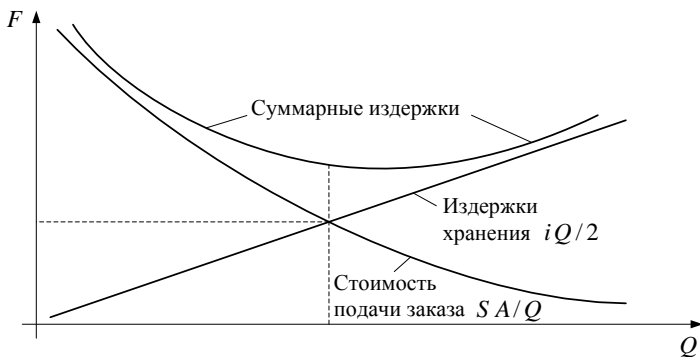 F
Суммарные издержки
Издержки
хранения iQ/2
Стоимость
подачи заказа SA/Q
Q